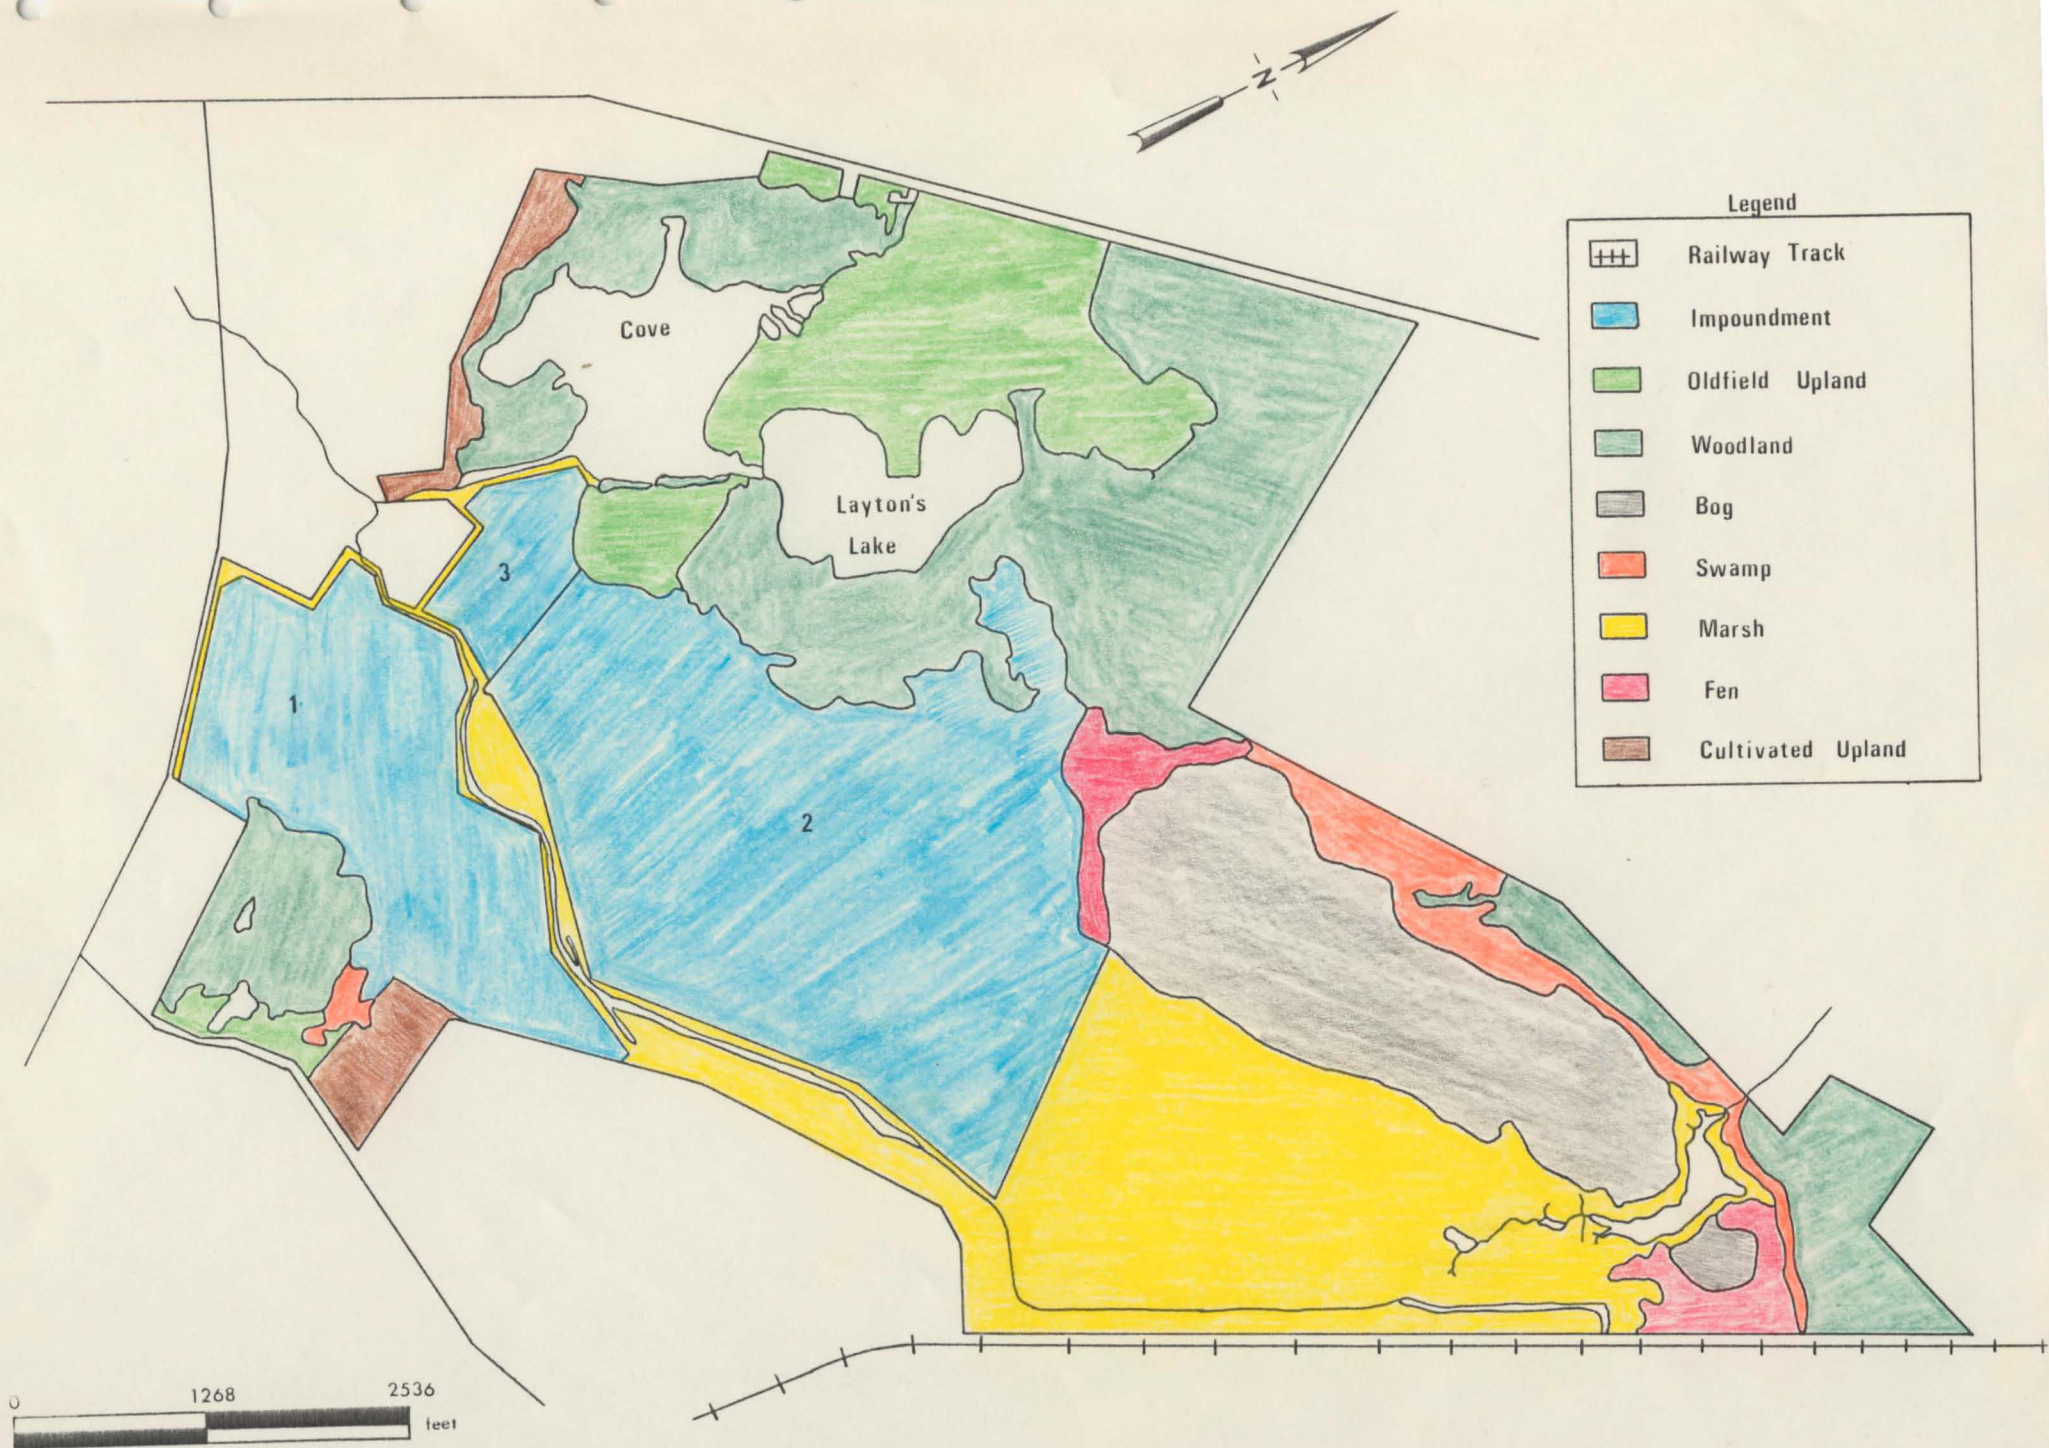 N
Legend
Railway Track
Impoundment
Oldfield Upland
Woodland
Bog
Swamp
Marsh
Fen
Cultivated Upland
Cove
Layton's
Lake
3
1
2
0 1268 2536
feet